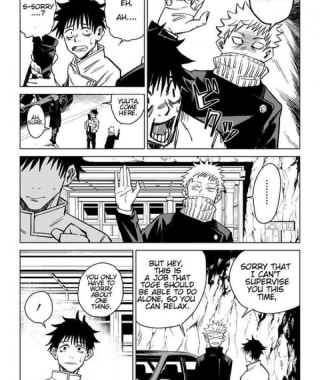 EH,
AH....
S-SORRY
....?
YUUTA,
COME
HERE.
AH,
SURE.
........
SORRY THAT
I CAN'T
SUPERVISE
YOU THIS
TIME,
BUT HEY,
THIS IS
A JOB THAT
TOGE SHOULD
BE ABLE TO DO
ALONE, SO YOU
CAN RELAX.
YOU ONLY
HAVE TO
WORRY
ABOUT
ONE
THING.
!